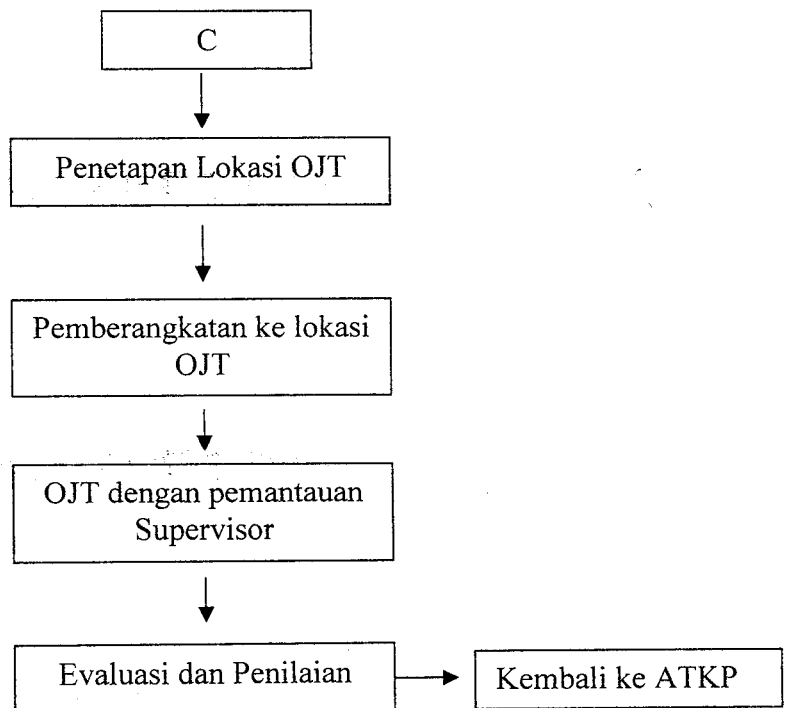 C
Penetapan Lokasi OJT
Pemberangkatan ke lokasi
OJT
OJT dengan pemantauan
Supervisor
Evaluasi dan Penilaian
Kembali ke ATKP